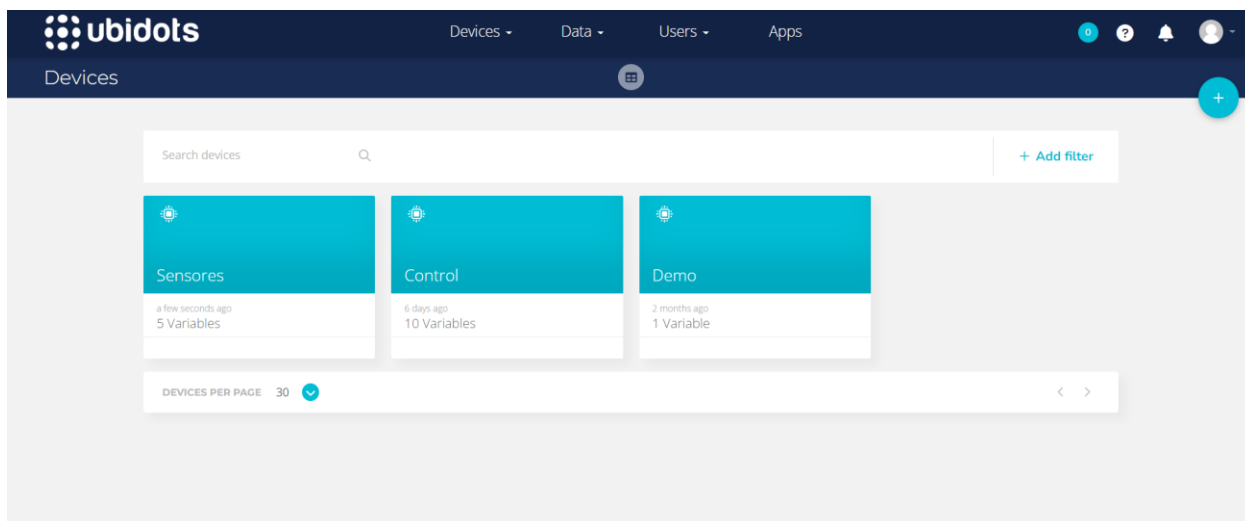 ubidots
Devices Data Users Apps 0 ?
Devices
+
Search devices + Add filter
Sensores Control Demo
a few seconds ago 6 days ago 2 months ago
5 Variables 10 Variables 1 Variable
DEVICES PER PAGE 30 < >